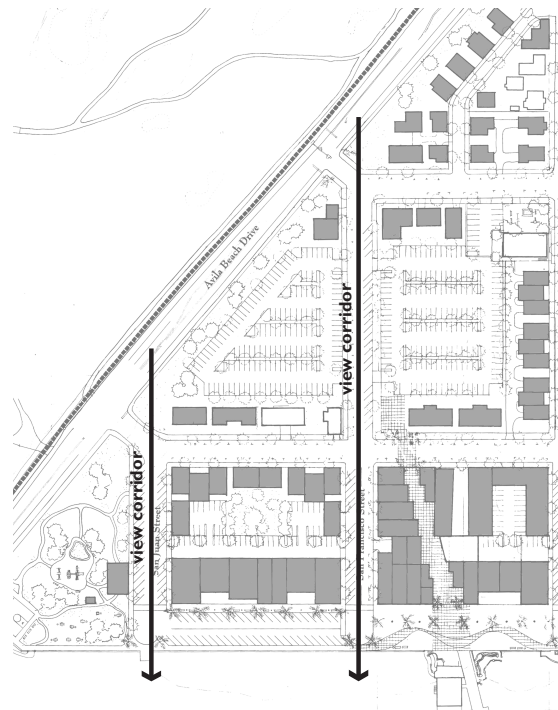 Avila Beach Drive
view corridor
view corridor
San Juan Street
San Francisco Street